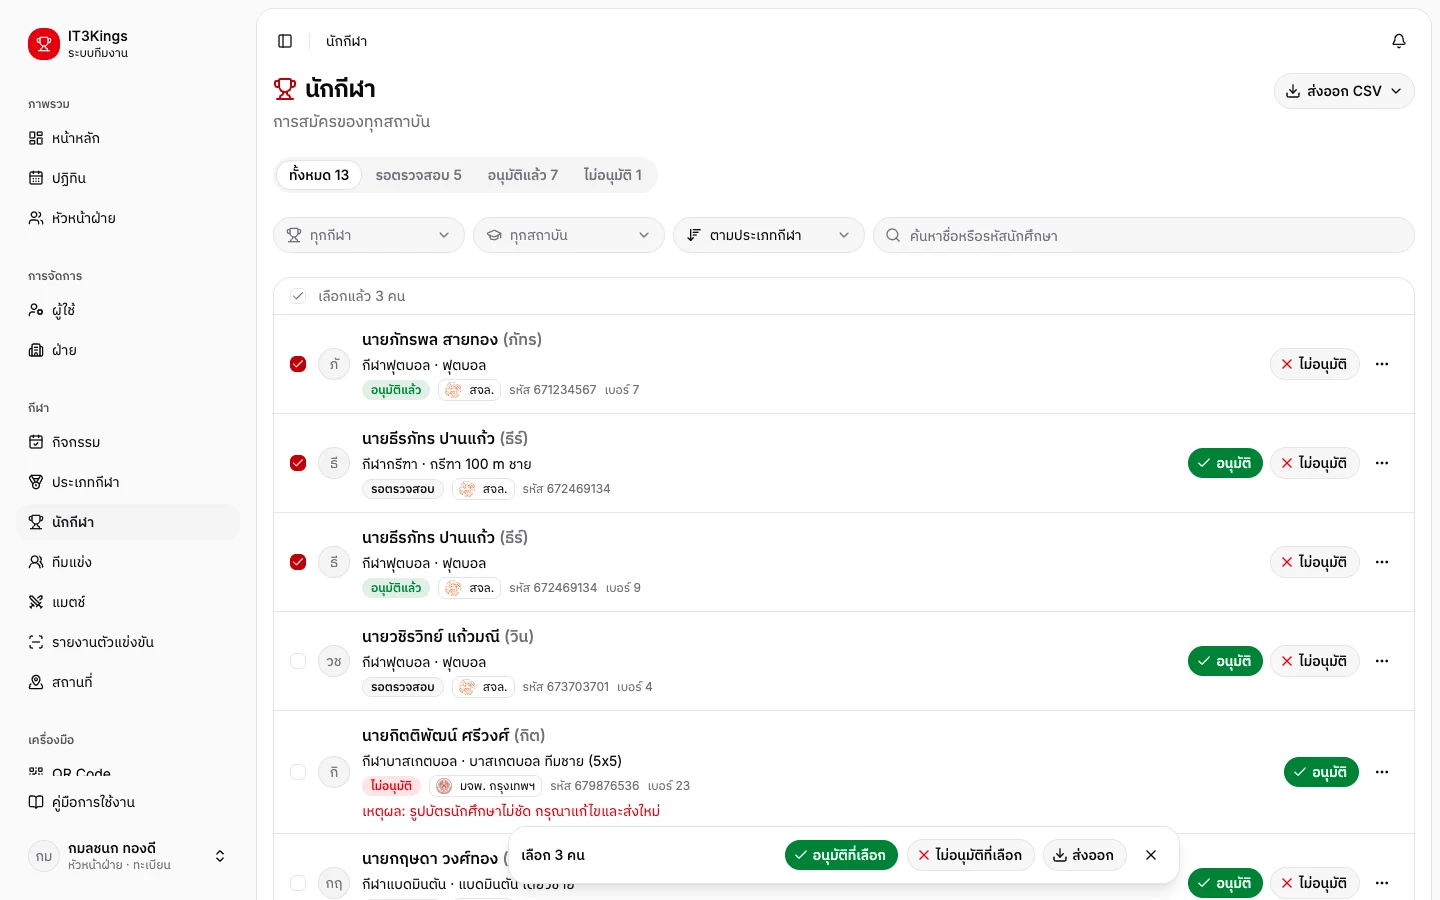 IT3Kings
ระบบทีมงาน
ภาพรวม
หน้าหลัก
ปฏิทิน
หัวหน้าฝ่าย
การจัดการ
ผู้ใช้
ฝ่าย
กีฬา
กิจกรรม
ประเภทกีฬา
นักกีฬา
ทีมแข่ง
แมตช์
รายงานตัวแข่งขัน
สถานที่
เครื่องมือ
QR Code
คู่มือการใช้งาน
กม
กมลชนก ทองดี
หัวหน้าฝ่าย · ทะเบียน
นักกีฬา
นักกีฬา
การสมัครของทุกสถาบัน
ส่งออก CSV
ทั้งหมด 13 รอตรวจสอบ 5 อนุมัติแล้ว 7 ไม่อนุมัติ 1
ทุกกีฬา ทุกสถาบัน ตามประเภทกีฬา ค้นหาชื่อหรือรหัสนักศึกษา
เลือกแล้ว 3 คน
ภั
นายภัทรพล สายทอง (ภัทร)
กีฬาฟุตบอล · ฟุตบอล
อนุมัติแล้ว สจล. รหัส 671234567 เบอร์ 7
ไม่อนุมัติ
ธี
นายธีรภัทร ปานแก้ว (ธีร์)
กีฬากรีฑา · กรีฑา 100 m ชาย
รอตรวจสอบ สจล. รหัส 672469134
อนุมัติ ไม่อนุมัติ
ธี
นายธีรภัทร ปานแก้ว (ธีร์)
กีฬาฟุตบอล · ฟุตบอล
อนุมัติแล้ว สจล. รหัส 672469134 เบอร์ 9
ไม่อนุมัติ
วช
นายวชิรวิทย์ แก้วมณี (วิน)
กีฬาฟุตบอล · ฟุตบอล
รอตรวจสอบ สจล. รหัส 673703701 เบอร์ 4
อนุมัติ ไม่อนุมัติ
กิ
นายกิตติพัฒน์ ศรีวงศ์ (กิต)
กีฬาบาสเกตบอล · บาสเกตบอล ทีมชาย (5x5)
ไม่อนุมัติ มจพ. กรุงเทพฯ รหัส 679876536 เบอร์ 23
เหตุผล: รูปบัตรนักศึกษาไม่ชัด กรุณาแก้ไขและส่งใหม่
อนุมัติ
กฤ
นายกฤษดา วงศ์ทอง (
กีฬาแบดมินตัน · แบดมินตัน เดี่ยวชาย
อนุมัติ ไม่อนุมัติ
เลือก 3 คน
อนุมัติที่เลือก ไม่อนุมัติที่เลือก ส่งออก